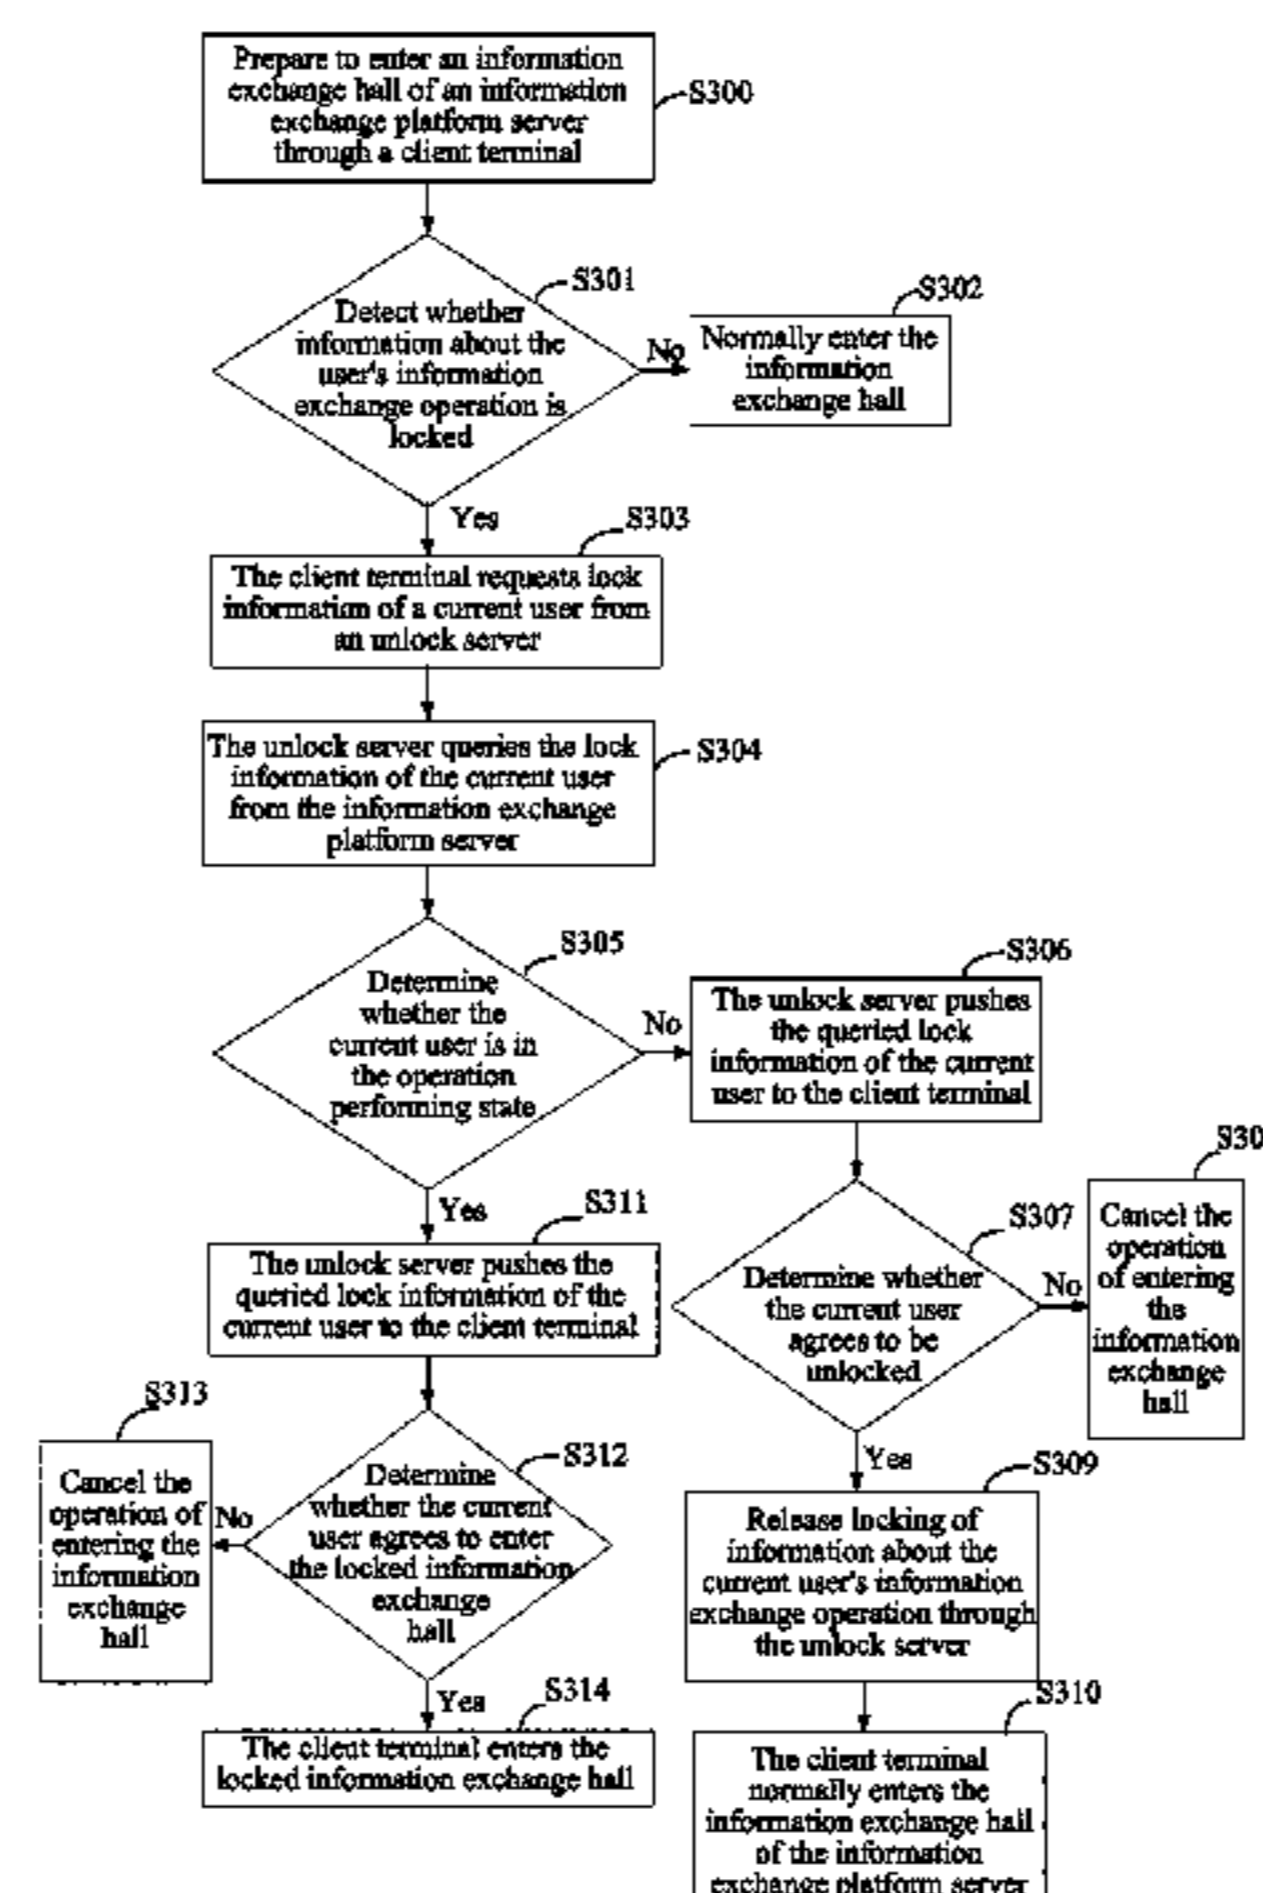 Prepare to enter an information
exchange hall of an information
exchange platform server
through a client terminal
S300
S301
Detect whether
information about the
user's information
exchange operation is
locked
No
S302
Normally enter the
information
exchange hall
Yes
S303
The client terminal requests lock
information of a current user from
an unlock server
The unlock server queries the lock
information of the current user
from the information exchange
platform server
S304
S305
Determine
whether the
current user is in
the operation
performing state
No
S306
The unlock server pushes
the queried lock
information of the current
user to the client terminal
Yes
S311
The unlock server pushes the
queried lock information of the
current user to the client terminal
S307
Determine whether
the current user
agrees to be
unlocked
No
S30
Cancel the
operation
of entering
the
information
exchange
hall
S312
Determine
whether the current
user agrees to enter
the locked information
exchange
hall
No
S313
Cancel the
operation of
entering the
information
exchange
hall
Yes
S309
Release locking of
information about the
current user's information
exchange operation through
the unlock server
Yes
S314
The client terminal enters the
locked information exchange hall
S310
The client terminal
normally enters the
information exchange hall
of the information
exchange platform server